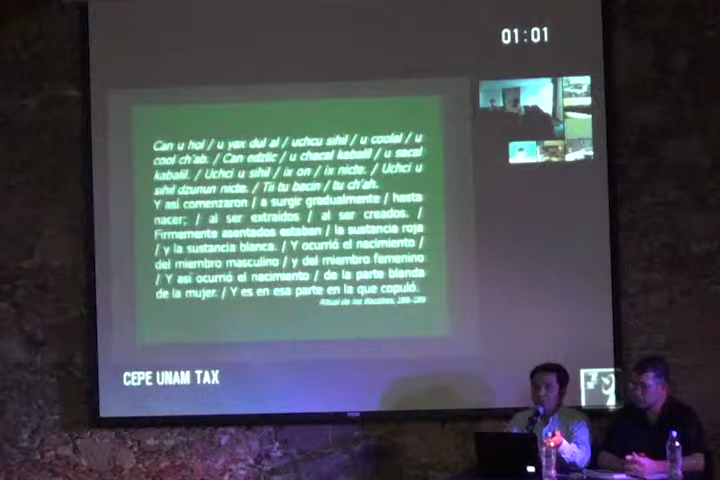 01:01
Can u hol / u yax dul al / uchcu sihil / u coolal / u
cool ch'ab. / Can edzlic / u chacal kabalil / u sacal
kabalil. / Uchci u sihil / ix on / ix nicte. / Uchci u
sihil dzunun nicte. / Tii tu bacin / tu ch'ah.
Y así comenzaron / a surgir gradualmente / hasta
nacer; / al ser extraídos / al ser creados. /
Firmemente asentados estaban / la sustancia roja
/ y la sustancia blanca. / Y ocurrió el nacimiento /
del miembro masculino / y del miembro femenino
/ Y así ocurrió el nacimiento / de la parte blanda
de la mujer. / Y es en esa parte en la que copuló.
Ritual de los Bacabes,
CEPE UNAM TAX